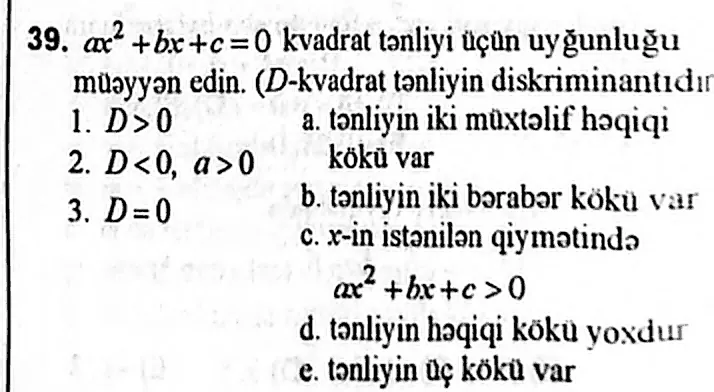 39. ax² + bx + c = 0 kvadrat tənliyi üçün uyğunluğu
müəyyən edin. (D-kvadrat tənliyin diskriminantıdır
1. D > 0
2. D < 0, a > 0
3. D = 0
a. tənliyin iki müxtəlif həqiqi
kökü var
b. tənliyin iki bərabər kökü var
c. x-in istənilən qiymətində
ax² + bx + c > 0
d. tənliyin həqiqi kökü yoxdur
e. tənliyin üç kökü var